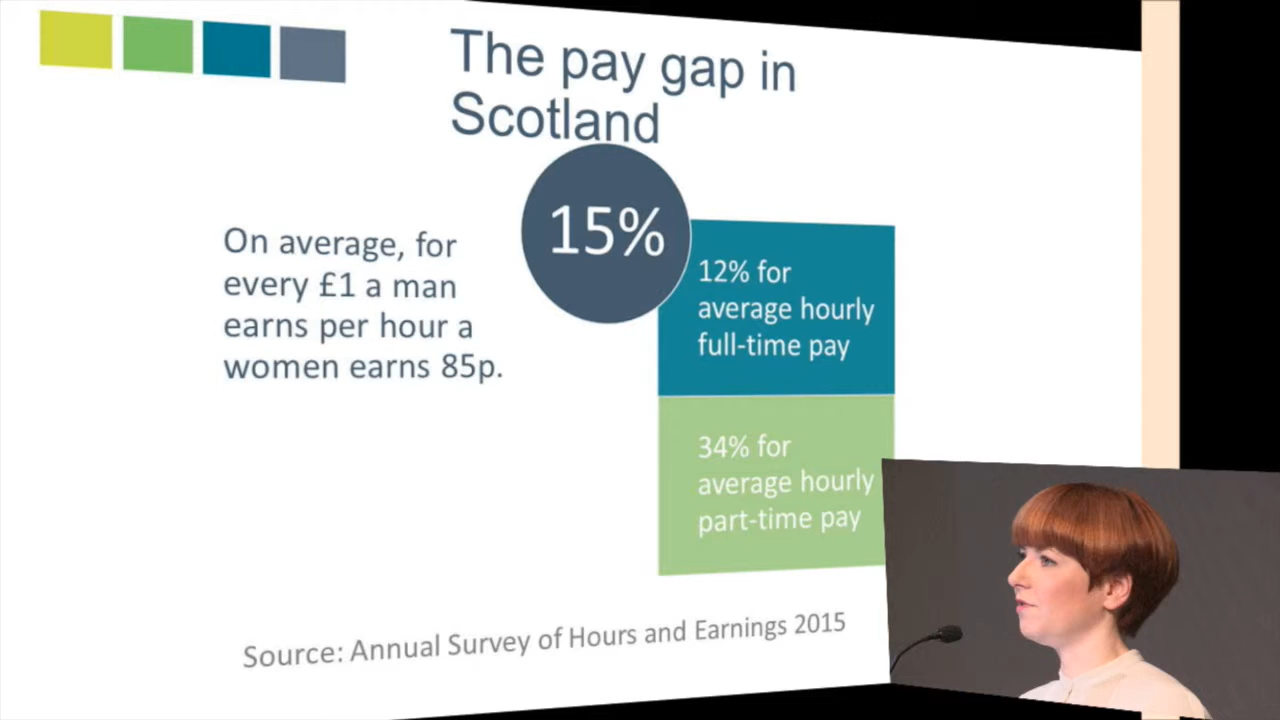 The pay gap in
Scotland
15%
On average, for
every £1 a man
earns per hour a
women earns 85p.
12% for
average hourly
full-time pay
34% for
average hourly
part-time pay
Source: Annual Survey of Hours and Earnings 2015